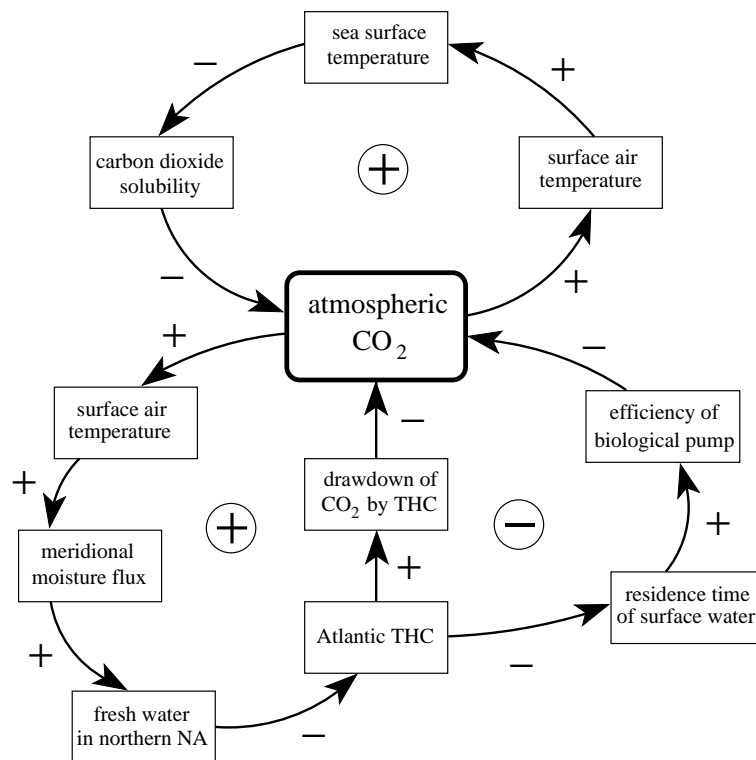 sea surface
temperature
−
+
carbon dioxide
solubility
+
surface air
temperature
−
+
atmospheric
CO₂
+
−
surface air
temperature
−
efficiency of
biological pump
+
drawdown of
CO₂ by THC
+
−
+
meridional
moisture flux
+
residence time
of surface water
+
Atlantic THC
−
fresh water
in northern NA
−